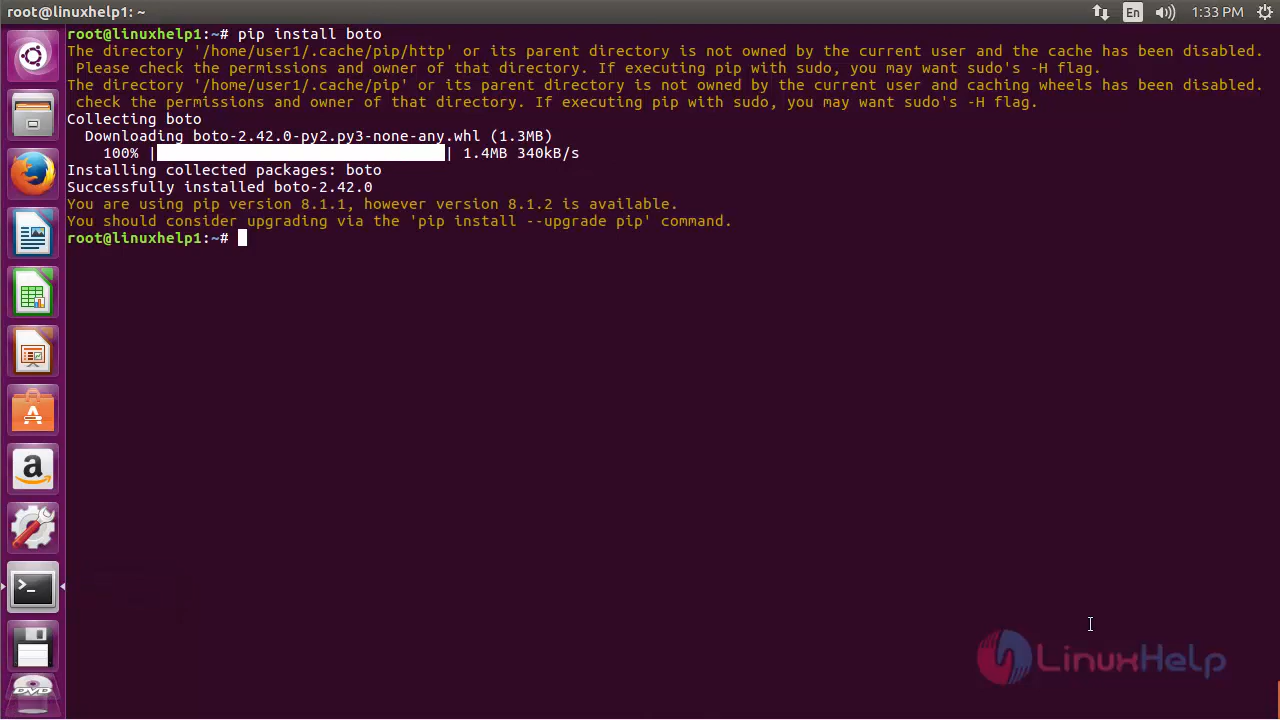 root@linuxhelp1: ~
En
1:33 PM
root@linuxhelp1:~# pip install boto
The directory '/home/user1/.cache/pip/http' or its parent directory is not owned by the current user and the cache has been disabled.
Please check the permissions and owner of that directory. If executing pip with sudo, you may want sudo's -H flag.
The directory '/home/user1/.cache/pip' or its parent directory is not owned by the current user and caching wheels has been disabled.
check the permissions and owner of that directory. If executing pip with sudo, you may want sudo's -H flag.
Collecting boto
Downloading boto-2.42.0-py2.py3-none-any.whl (1.3MB)
100% | | 1.4MB 340kB/s
Installing collected packages: boto
Successfully installed boto-2.42.0
You are using pip version 8.1.1, however version 8.1.2 is available.
You should consider upgrading via the 'pip install --upgrade pip' command.
root@linuxhelp1:~#
DVD
LinuxHelp